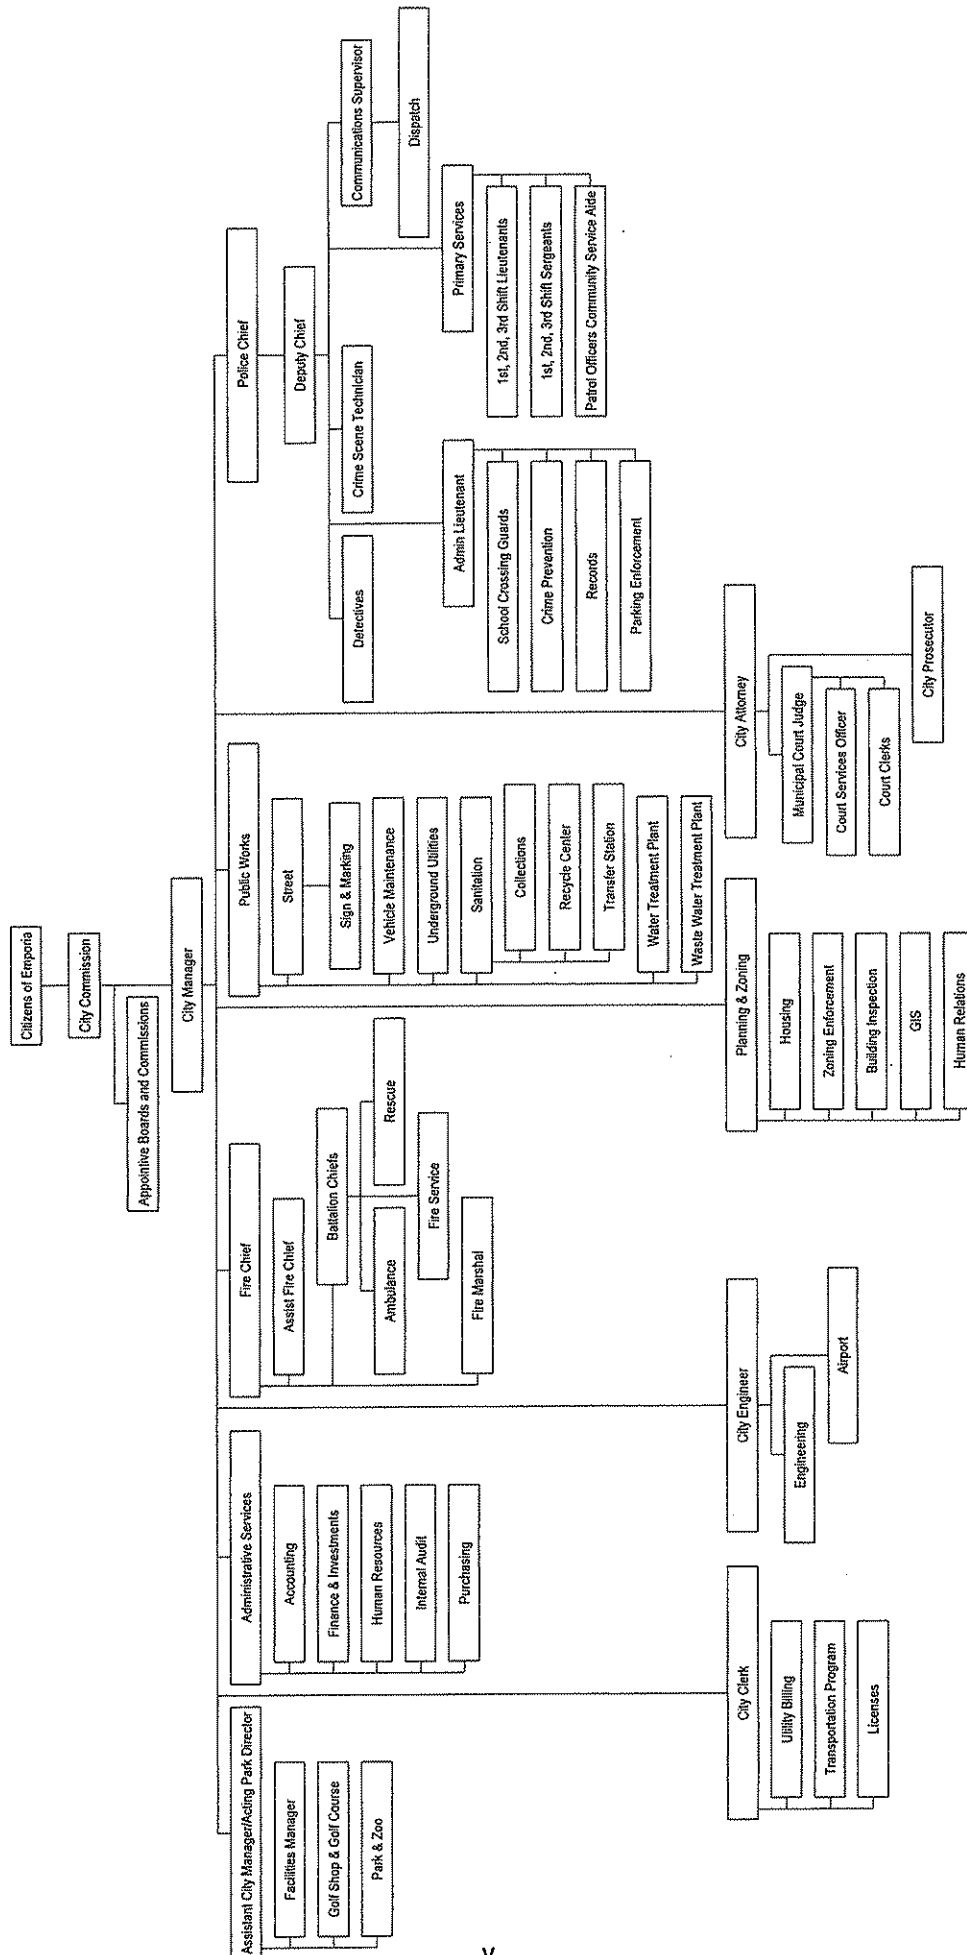 Citizens of Emporia
City Commission
Appointive Boards and Commissions
City Manager
Assistant City Manager/Acting Park Director
Facilities Manager
Golf Shop & Golf Course
Park & Zoo
Administrative Services
Accounting
Finance & Investments
Human Resources
Internal Audit
Purchasing
Fire Chief
Assist Fire Chief
Battalion Chiefs
Ambulance
Rescue
Fire Service
Fire Marshal
Public Works
Street
Sign & Marking
Vehicle Maintenance
Underground Utilities
Sanitation
Collections
Recycle Center
Transfer Station
Water Treatment Plant
Waste Water Treatment Plant
Police Chief
Deputy Chief
Detectives
Crime Scene Technician
Communications Supervisor
Dispatch
Admin Lieutenant
School Crossing Guards
Crime Prevention
Records
Parking Enforcement
Primary Services
1st, 2nd, 3rd Shift Lieutenants
1st, 2nd, 3rd Shift Sergeants
Patrol Officers Community Service Aide
City Clerk
Utility Billing
Transportation Program
Licenses
City Engineer
Engineering
Airport
Planning & Zoning
Housing
Zoning Enforcement
Building Inspection
GIS
Human Relations
City Attorney
Municipal Court Judge
Court Services Officer
Court Clerks
City Prosecutor
v